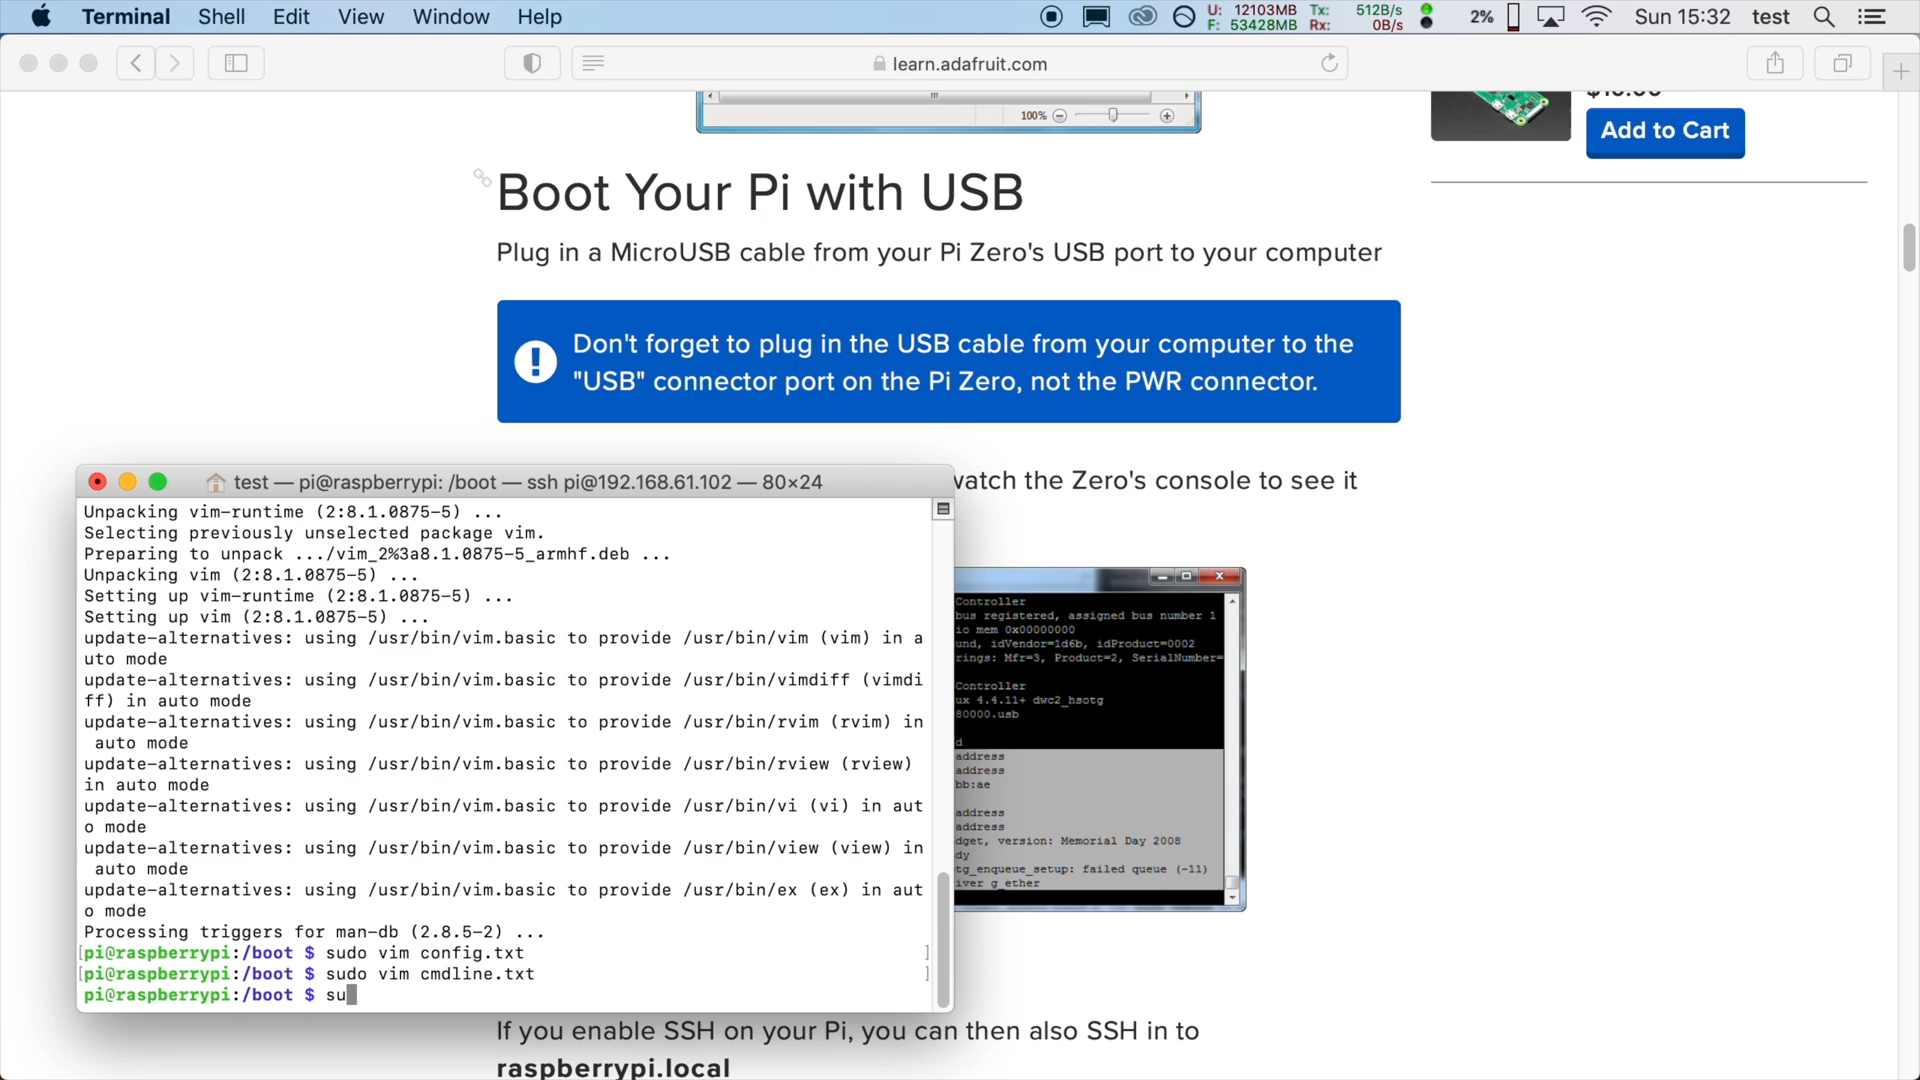 Terminal Shell Edit View Window Help
U: 12103MB Tx: 512B/s
F: 53428MB Rx: 0B/s
2%
Sun 15:32 test
learn.adafruit.com
100%
Add to Cart
Boot Your Pi with USB
Plug in a MicroUSB cable from your Pi Zero's USB port to your computer
Don't forget to plug in the USB cable from your computer to the
"USB" connector port on the Pi Zero, not the PWR connector.
watch the Zero's console to see it
test — pi@raspberrypi: /boot — ssh pi@192.168.61.102 — 80×24
Unpacking vim-runtime (2:8.1.0875-5) ...
Selecting previously unselected package vim.
Preparing to unpack .../vim_2%3a8.1.0875-5_armhf.deb ...
Unpacking vim (2:8.1.0875-5) ...
Setting up vim-runtime (2:8.1.0875-5) ...
Setting up vim (2:8.1.0875-5) ...
update-alternatives: using /usr/bin/vim.basic to provide /usr/bin/vim (vim) in a
uto mode
update-alternatives: using /usr/bin/vim.basic to provide /usr/bin/vimdiff (vimdi
ff) in auto mode
update-alternatives: using /usr/bin/vim.basic to provide /usr/bin/rvim (rvim) in
auto mode
update-alternatives: using /usr/bin/vim.basic to provide /usr/bin/rview (rview)
in auto mode
update-alternatives: using /usr/bin/vim.basic to provide /usr/bin/vi (vi) in aut
o mode
update-alternatives: using /usr/bin/vim.basic to provide /usr/bin/view (view) in
auto mode
update-alternatives: using /usr/bin/vim.basic to provide /usr/bin/ex (ex) in aut
o mode
Processing triggers for man-db (2.8.5-2) ...
[pi@raspberrypi:/boot $ sudo vim config.txt ]
[pi@raspberrypi:/boot $ sudo vim cmdline.txt ]
pi@raspberrypi:/boot $ su
Controller
bus registered, assigned bus number 1
io mem 0x00000000
und, idVendor=1d6b, idProduct=0002
rings: Mfr=3, Product=2, SerialNumber=
Controller
ux 4.4.11+ dwc2_hsotg
80000.usb
d
address
address
bb:ae
address
address
dget, version: Memorial Day 2008
dy
tg_enqueue_setup: failed queue (-11)
iver g_ether
If you enable SSH on your Pi, you can then also SSH in to
raspberrypi.local